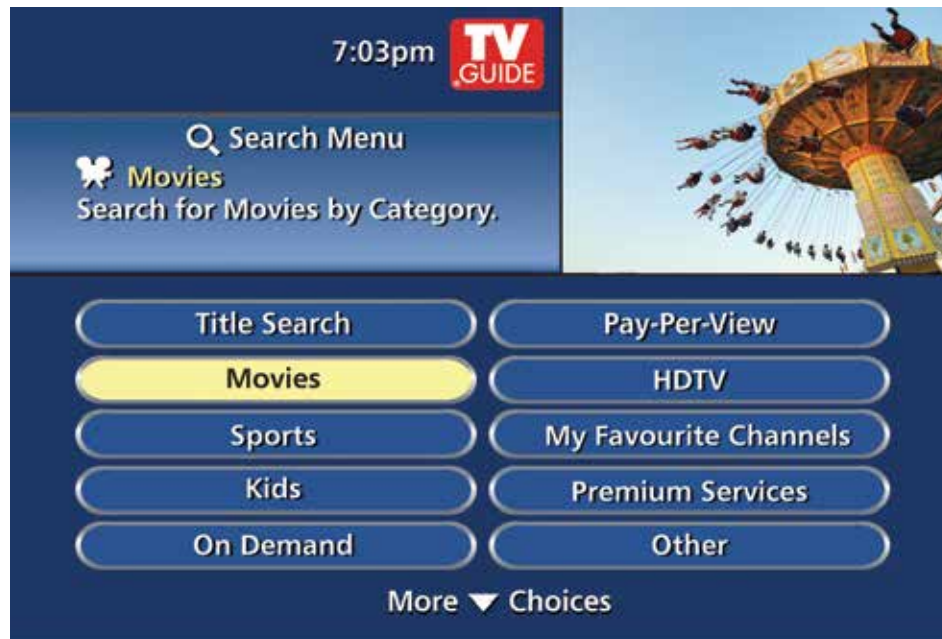 7:03pm
TV
GUIDE
Search Menu
Movies
Search for Movies by Category.
Title Search
Pay-Per-View
Movies
HDTV
Sports
My Favourite Channels
Kids
Premium Services
On Demand
Other
More Choices